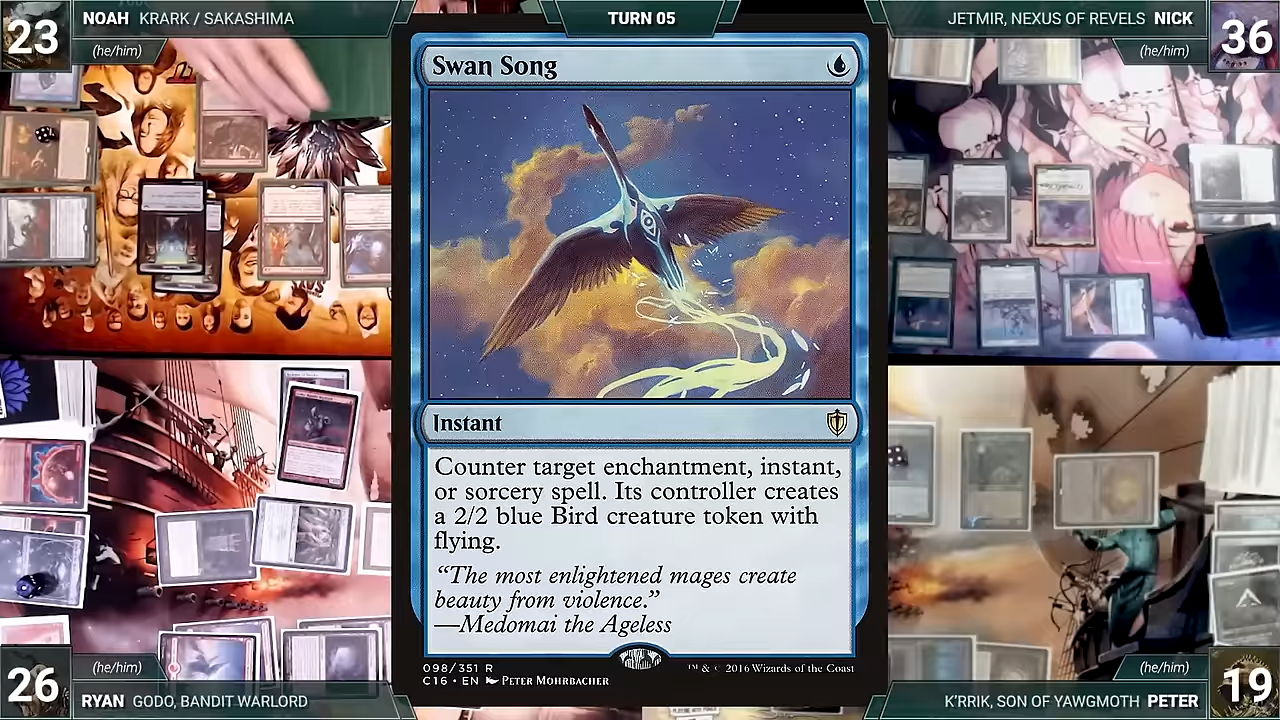 23
NOAH KRARK / SAKASHIMA
(he/him)
TURN 05
JETMIR, NEXUS OF REVELS NICK
(he/him)
36
Swan Song
Instant
Counter target enchantment, instant,
or sorcery spell. Its controller creates
a 2/2 blue Bird creature token with
flying.
“The most enlightened mages create
beauty from violence.”
—Medomai the Ageless
098/351 R
C16 • EN PETER MOHRBACHER
™ & © 2016 Wizards of the Coast
26
(he/him)
RYAN GODO, BANDIT WARLORD
(he/him)
K'RRIK, SON OF YAWGMOTH PETER
19